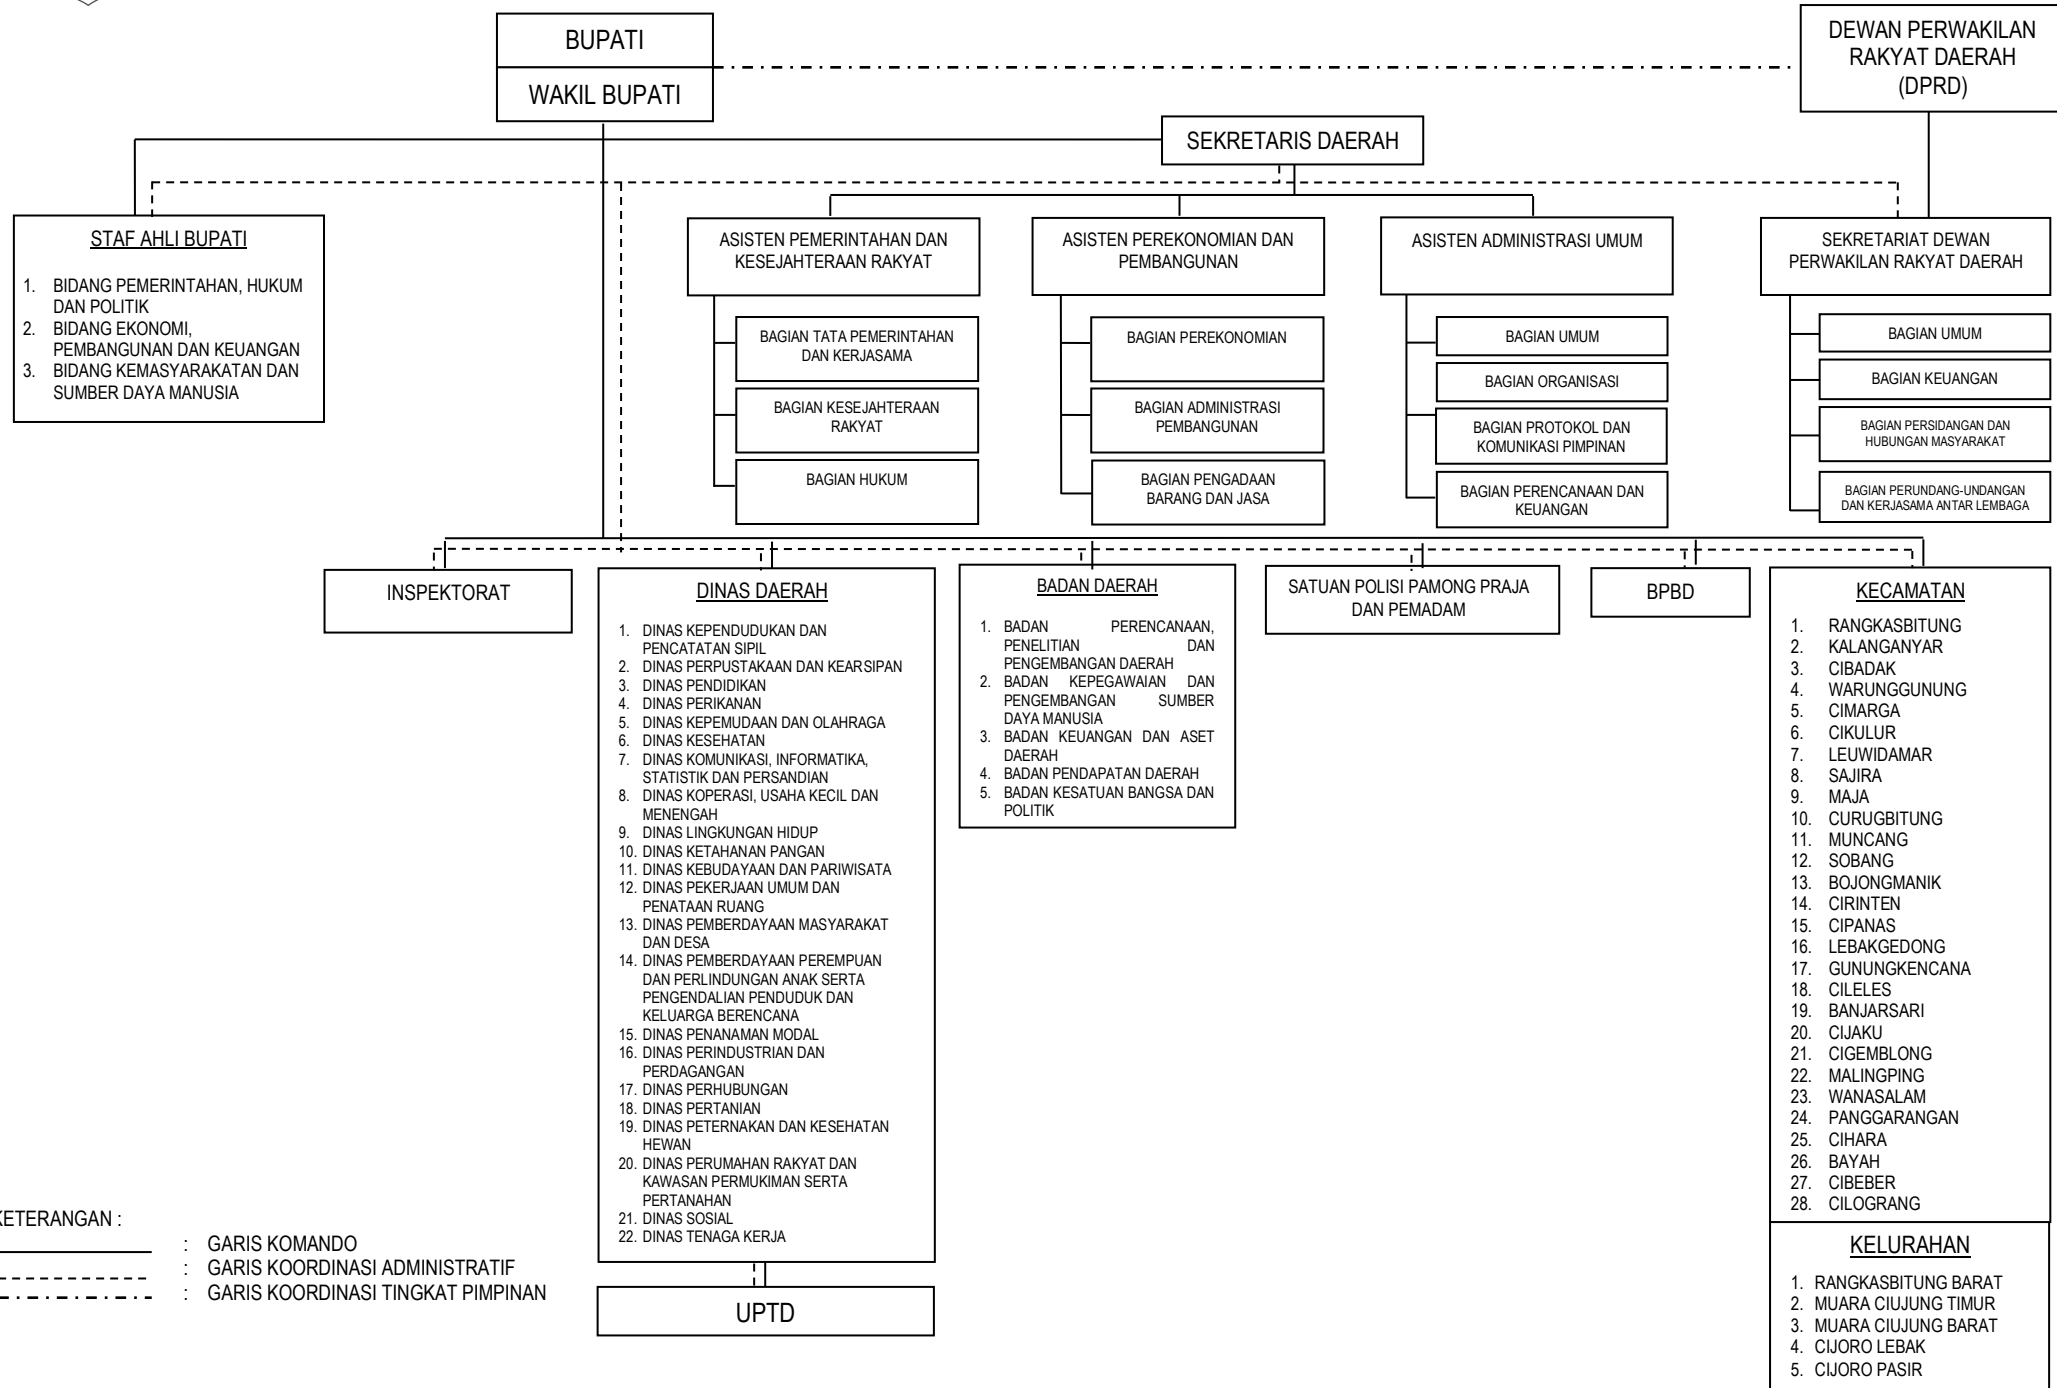 BUPATI
WAKIL BUPATI
DEWAN PERWAKILAN
RAKYAT DAERAH
(DPRD)
SEKRETARIS DAERAH
STAF AHLI BUPATI
1. BIDANG PEMERINTAHAN, HUKUM
DAN POLITIK
2. BIDANG EKONOMI,
PEMBANGUNAN DAN KEUANGAN
3. BIDANG KEMASYARAKATAN DAN
SUMBER DAYA MANUSIA
ASISTEN PEMERINTAHAN DAN
KESEJAHTERAAN RAKYAT
BAGIAN TATA PEMERINTAHAN
DAN KERJASAMA
BAGIAN KESEJAHTERAAN
RAKYAT
BAGIAN HUKUM
ASISTEN PEREKONOMIAN DAN
PEMBANGUNAN
BAGIAN PEREKONOMIAN
BAGIAN ADMINISTRASI
PEMBANGUNAN
BAGIAN PENGADAAN
BARANG DAN JASA
ASISTEN ADMINISTRASI UMUM
BAGIAN UMUM
BAGIAN ORGANISASI
BAGIAN PROTOKOL DAN
KOMUNIKASI PIMPINAN
BAGIAN PERENCANAAN DAN
KEUANGAN
SEKRETARIAT DEWAN
PERWAKILAN RAKYAT DAERAH
BAGIAN UMUM
BAGIAN KEUANGAN
BAGIAN PERSIDANGAN DAN
HUBUNGAN MASYARAKAT
BAGIAN PERUNDANG-UNDANGAN
DAN KERJASAMA ANTAR LEMBAGA
INSPEKTORAT
DINAS DAERAH
1. DINAS KEPENDUDUKAN DAN
PENCATATAN SIPIL
2. DINAS PERPUSTAKAAN DAN KEARSIPAN
3. DINAS PENDIDIKAN
4. DINAS PERIKANAN
5. DINAS KEPEMUDAAN DAN OLAHRAGA
6. DINAS KESEHATAN
7. DINAS KOMUNIKASI, INFORMATIKA,
STATISTIK DAN PERSANDIAN
8. DINAS KOPERASI, USAHA KECIL DAN
MENENGAH
9. DINAS LINGKUNGAN HIDUP
10. DINAS KETAHANAN PANGAN
11. DINAS KEBUDAYAAN DAN PARIWISATA
12. DINAS PEKERJAAN UMUM DAN
PENATAAN RUANG
13. DINAS PEMBERDAYAAN MASYARAKAT
DAN DESA
14. DINAS PEMBERDAYAAN PEREMPUAN
DAN PERLINDUNGAN ANAK SERTA
PENGENDALIAN PENDUDUK DAN
KELUARGA BERENCANA
15. DINAS PENANAMAN MODAL
16. DINAS PERINDUSTRIAN DAN
PERDAGANGAN
17. DINAS PERHUBUNGAN
18. DINAS PERTANIAN
19. DINAS PETERNAKAN DAN KESEHATAN
HEWAN
20. DINAS PERUMAHAN RAKYAT DAN
KAWASAN PERMUKIMAN SERTA
PERTANAHAN
21. DINAS SOSIAL
22. DINAS TENAGA KERJA
UPTD
BADAN DAERAH
1. BADAN PERENCANAAN,
PENELITIAN DAN
PENGEMBANGAN DAERAH
2. BADAN KEPEGAWAIAN DAN
PENGEMBANGAN SUMBER
DAYA MANUSIA
3. BADAN KEUANGAN DAN ASET
DAERAH
4. BADAN PENDAPATAN DAERAH
5. BADAN KESATUAN BANGSA DAN
POLITIK
SATUAN POLISI PAMONG PRAJA
DAN PEMADAM
BPBD
KECAMATAN
1. RANGKASBITUNG
2. KALANGANYAR
3. CIBADAK
4. WARUNGGUNUNG
5. CIMARGA
6. CIKULUR
7. LEUWIDAMAR
8. SAJIRA
9. MAJA
10. CURUGBITUNG
11. MUNCANG
12. SOBANG
13. BOJONGMANIK
14. CIRINTEN
15. CIPANAS
16. LEBAKGEDONG
17. GUNUNGKENCANA
18. CILELES
19. BANJARSARI
20. CIJAKU
21. CIGEMBLONG
22. MALINGPING
23. WANASALAM
24. PANGGARANGAN
25. CIHARA
26. BAYAH
27. CIBEBER
28. CILOGRANG
KELURAHAN
1. RANGKASBITUNG BARAT
2. MUARA CIUJUNG TIMUR
3. MUARA CIUJUNG BARAT
4. CIJORO LEBAK
5. CIJORO PASIR
KETERANGAN :
: GARIS KOMANDO
: GARIS KOORDINASI ADMINISTRATIF
: GARIS KOORDINASI TINGKAT PIMPINAN